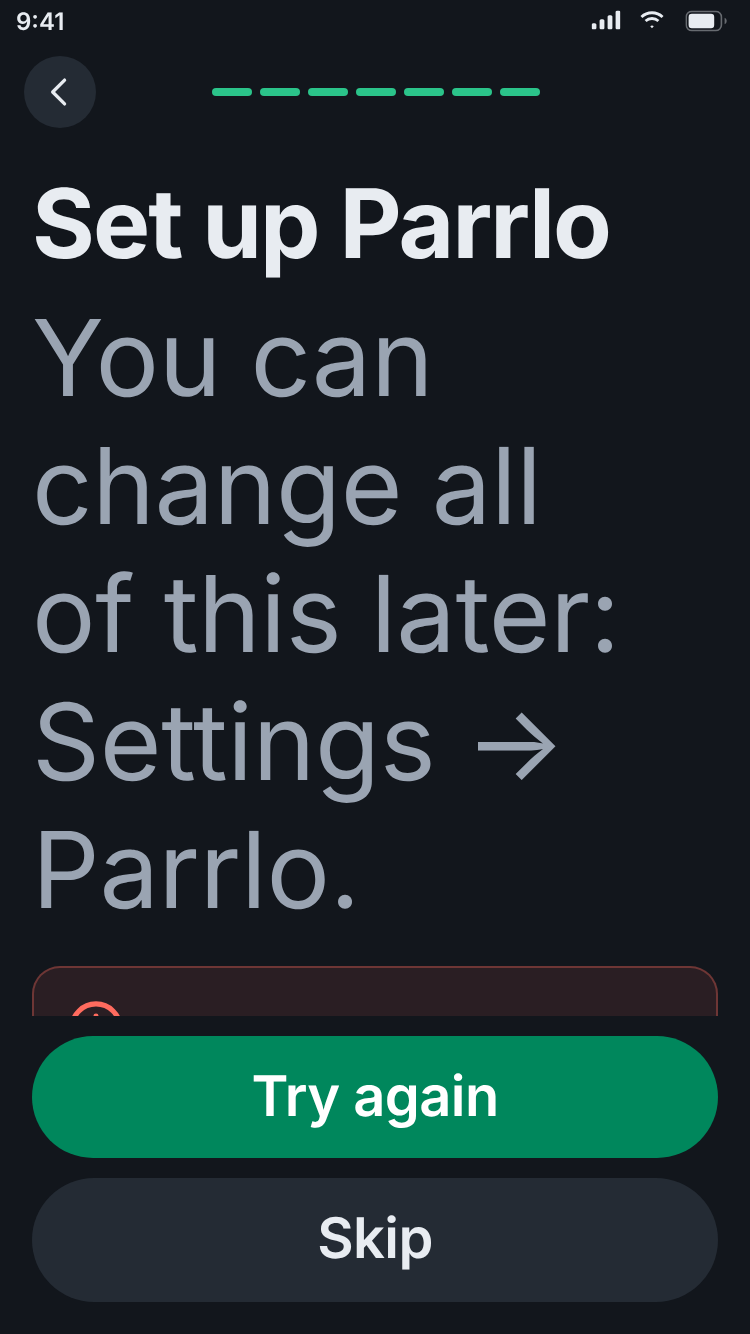 9:41
Set up Parrlo
You can
change all
of this later:
Settings →
Parrlo.
Try again
Skip